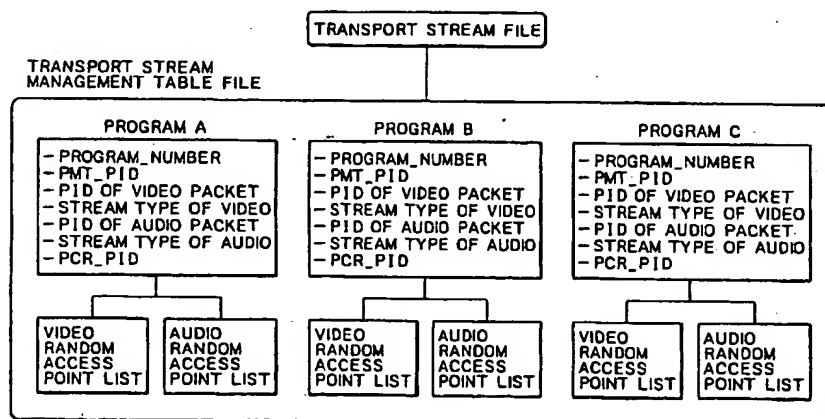 TRANSPORT STREAM FILE
TRANSPORT STREAM
MANAGEMENT TABLE FILE
PROGRAM A
- PROGRAM_NUMBER
- PMT_PID
- PID OF VIDEO PACKET
- STREAM TYPE OF VIDEO
- PID OF AUDIO PACKET
- STREAM TYPE OF AUDIO
- PCR_PID
VIDEO
RANDOM
ACCESS
POINT LIST
AUDIO
RANDOM
ACCESS
POINT LIST
PROGRAM B
- PROGRAM_NUMBER
- PMT_PID
- PID OF VIDEO PACKET
- STREAM TYPE OF VIDEO
- PID OF AUDIO PACKET
- STREAM TYPE OF AUDIO
- PCR_PID
VIDEO
RANDOM
ACCESS
POINT LIST
AUDIO
RANDOM
ACCESS
POINT LIST
PROGRAM C
- PROGRAM_NUMBER
- PMT_PID
- PID OF VIDEO PACKET
- STREAM TYPE OF VIDEO
- PID OF AUDIO PACKET
- STREAM TYPE OF AUDIO
- PCR_PID
VIDEO
RANDOM
ACCESS
POINT LIST
AUDIO
RANDOM
ACCESS
POINT LIST